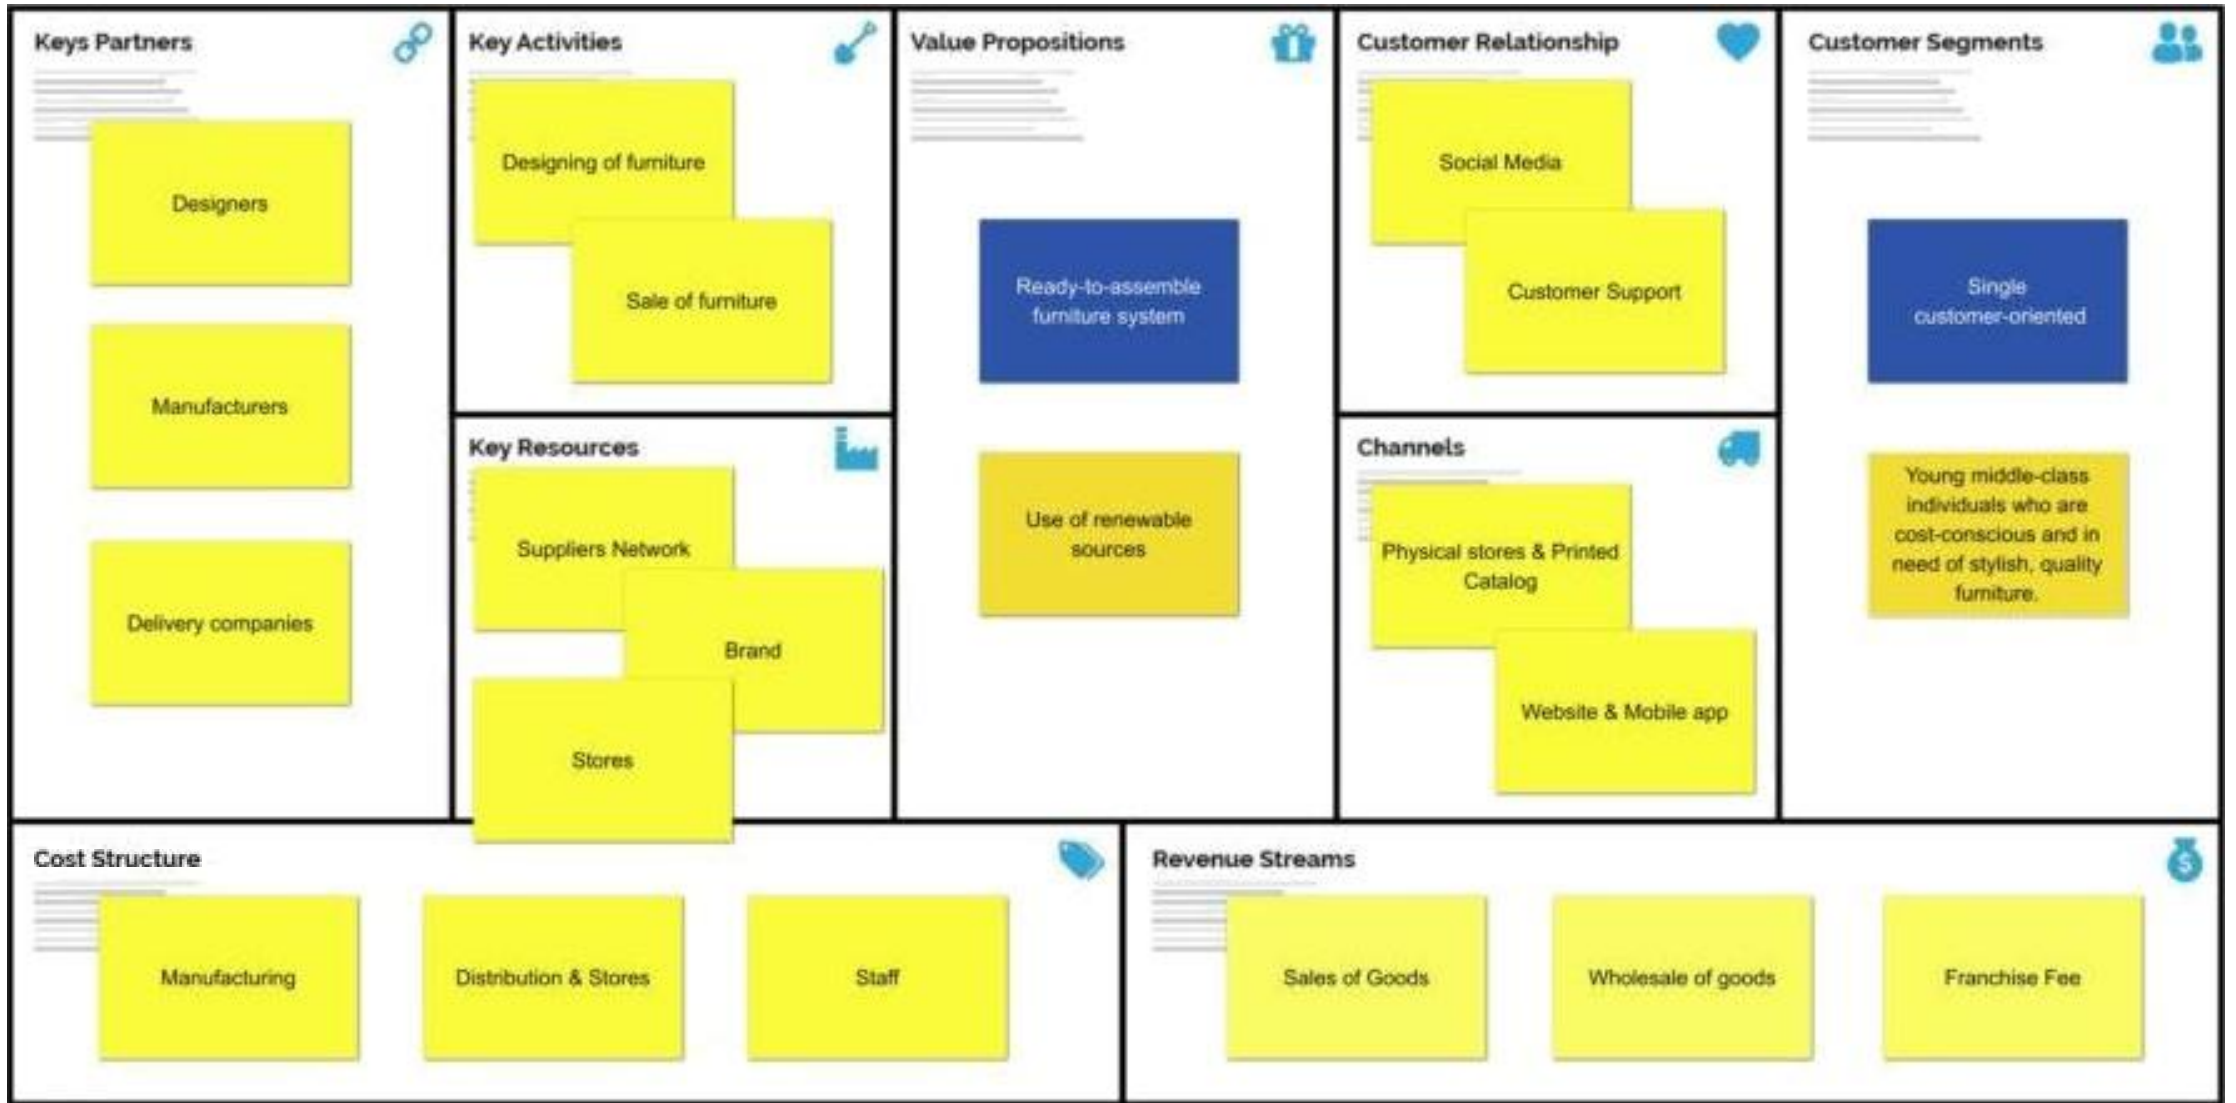 Keys Partners
Designers
Manufacturers
Delivery companies
Key Activities
Designing of furniture
Sale of furniture
Key Resources
Suppliers Network
Brand
Stores
Value Propositions
Ready-to-assemble
furniture system
Use of renewable
sources
Customer Relationship
Social Media
Customer Support
Channels
Physical stores & Printed
Catalog
Website & Mobile app
Customer Segments
Single
customer-oriented
Young middle-class
individuals who are
cost-conscious and in
need of stylish, quality
furniture.
Cost Structure
Manufacturing
Distribution & Stores
Staff
Revenue Streams
$
Sales of Goods
Wholesale of goods
Franchise Fee